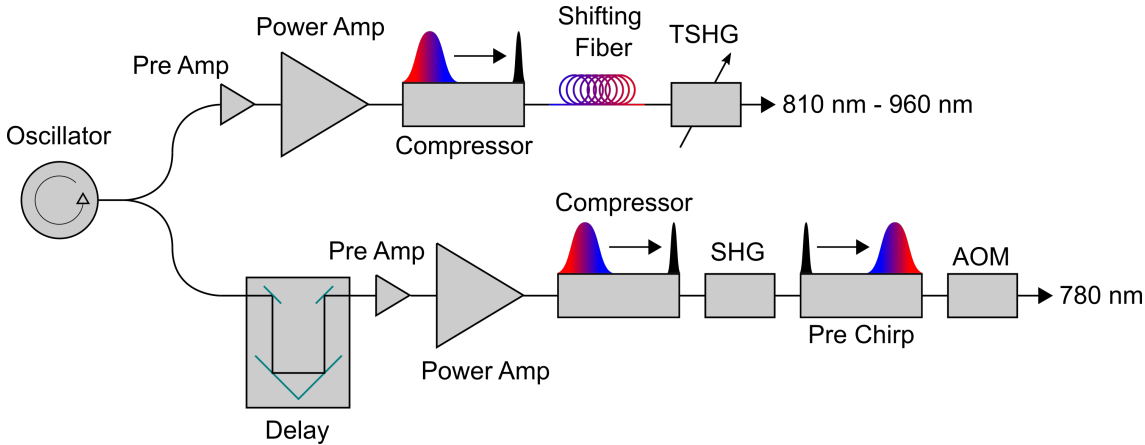 Shifting
Fiber
Power Amp
TSHG
Pre Amp
810 nm - 960 nm
Oscillator
Compressor
Compressor
Pre Amp
SHG
AOM
780 nm
Pre Chirp
Power Amp
Delay